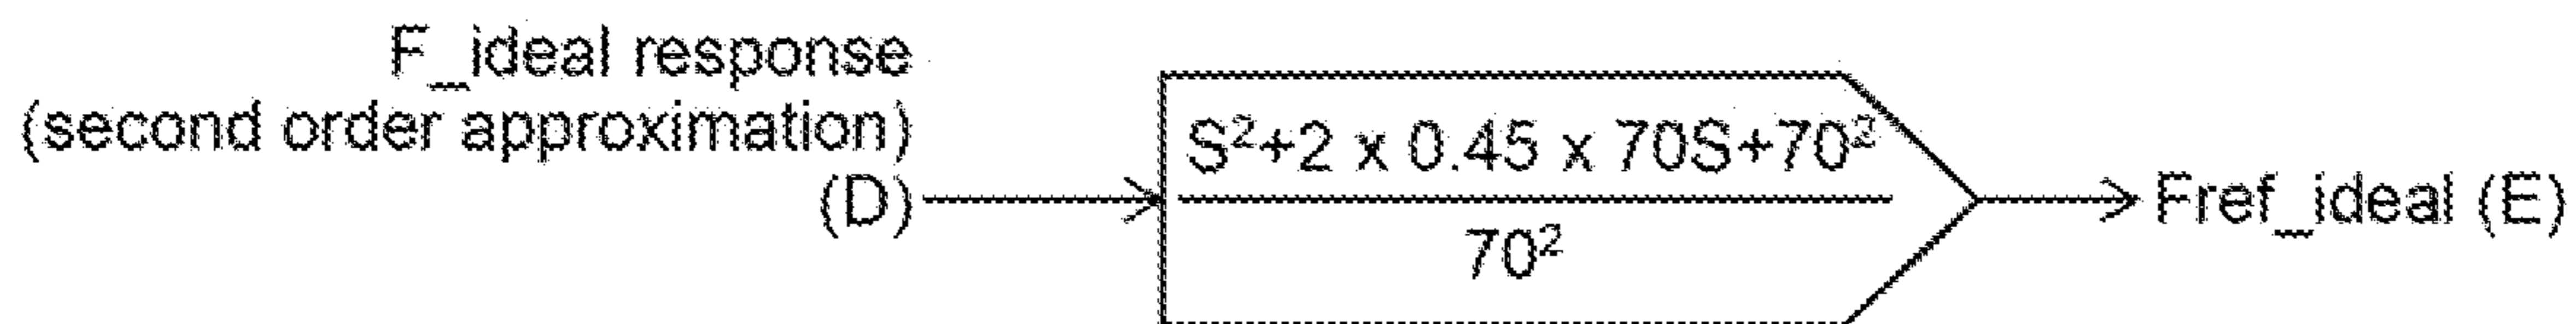 F_ideal response
(second order approximation)
(D)
S²+2 x 0.45 x 70S+70²
70²
Fref_ideal (E)